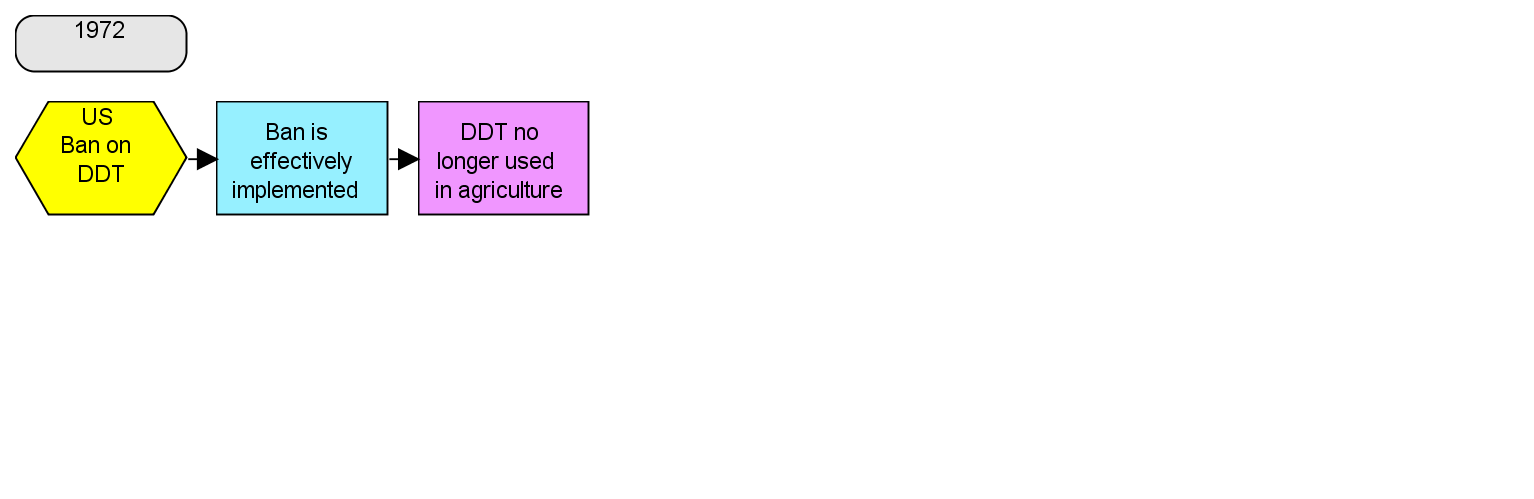 1972
US
Ban on
DDT
Ban is
effectively
implemented
DDT no
longer used
in agriculture